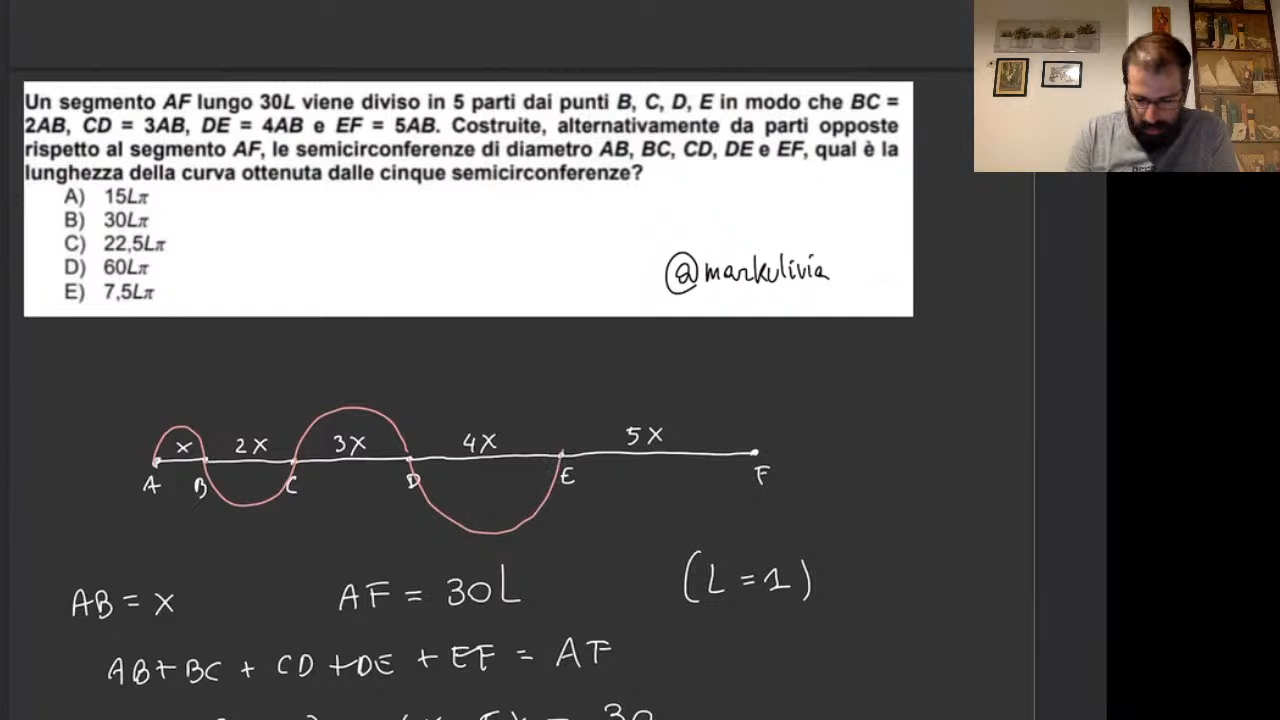 Un segmento AF lungo 30L viene diviso in 5 parti dai punti B, C, D, E in modo che BC =
2AB, CD = 3AB, DE = 4AB e EF = 5AB. Costruite, alternativamente da parti opposte
rispetto al segmento AF, le semicirconferenze di diametro AB, BC, CD, DE e EF, qual è la
lunghezza della curva ottenuta dalle cinque semicirconferenze?
A) 15Lπ
B) 30Lπ
C) 22,5Lπ
D) 60Lπ
E) 7,5Lπ
@markulivia
x 2x 3x 4x 5x
A B C D E F
AB = x AF = 30L (L = 1)
AB + BC + CD + DE + EF = AF
= 30